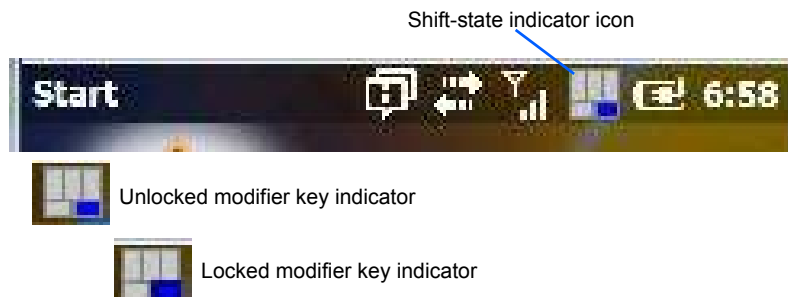 Shift-state indicator icon
Start 6:58
Unlocked modifier key indicator
Locked modifier key indicator